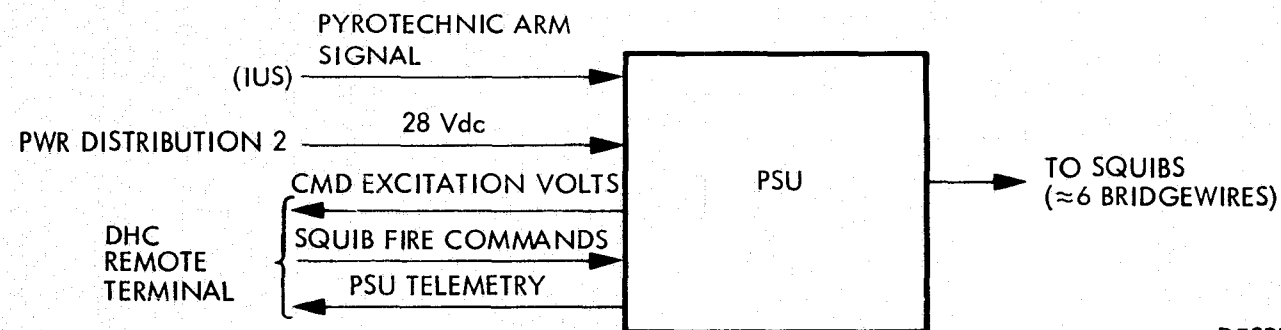 PYROTECHNIC ARM
SIGNAL
(IUS)
PWR DISTRIBUTION 2
28 Vdc
CMD EXCITATION VOLTS
DHC
REMOTE
TERMINAL
SQUIB FIRE COMMANDS
PSU TELEMETRY
PSU
TO SQUIBS
(≈6 BRIDGEWIRES)